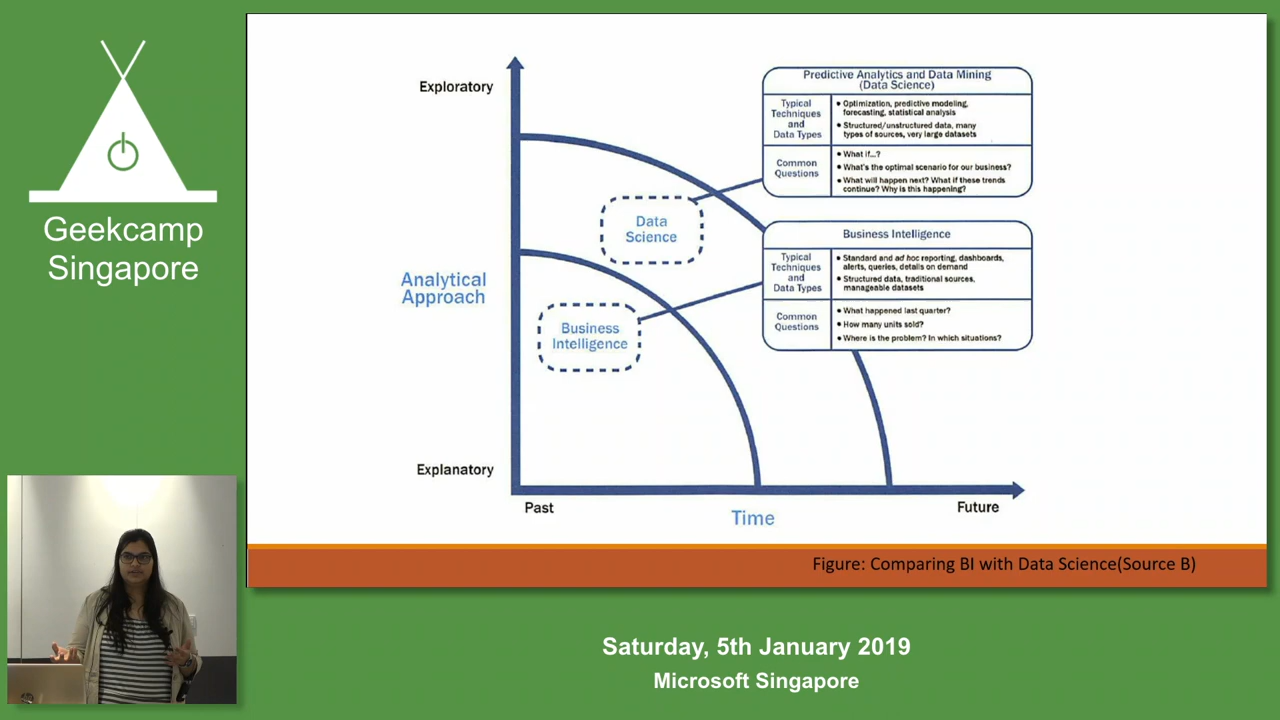 Geekcamp
Singapore
Exploratory
Analytical
Approach
Explanatory
Past
Time
Future
Data
Science
Business
Intelligence
Predictive Analytics and Data Mining
(Data Science)
Typical
Techniques
and
Data Types
• Optimization, predictive modeling,
forecasting, statistical analysis
• Structured/unstructured data, many
types of sources, very large datasets
Common
Questions
• What if...?
• What's the optimal scenario for our business?
• What will happen next? What if these trends
continue? Why is this happening?
Business Intelligence
Typical
Techniques
and
Data Types
• Standard and ad hoc reporting, dashboards,
alerts, queries, details on demand
• Structured data, traditional sources,
manageable datasets
Common
Questions
• What happened last quarter?
• How many units sold?
• Where is the problem? In which situations?
Figure: Comparing BI with Data Science(Source B)
Saturday, 5th January 2019
Microsoft Singapore